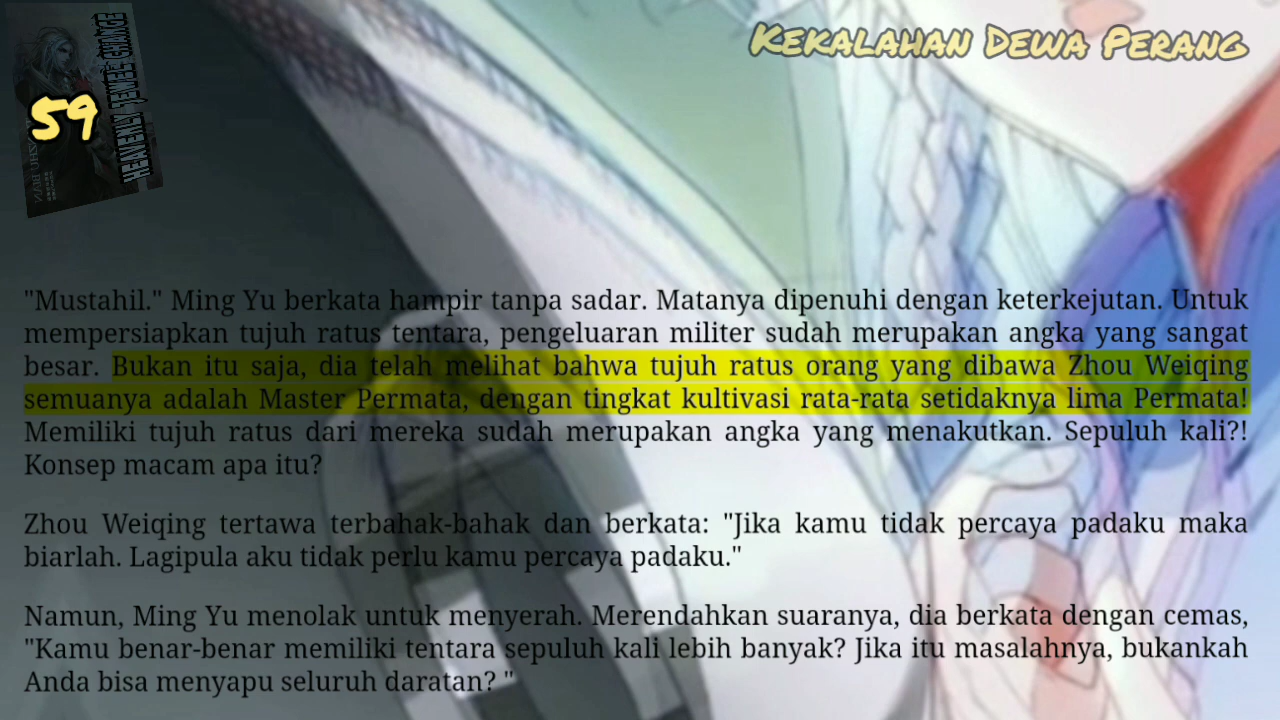 Kekalahan Dewa Perang
59
HEAVENLY JEWEL CHANGE
"Mustahil." Ming Yu berkata hampir tanpa sadar. Matanya dipenuhi dengan keterkejutan. Untuk
mempersiapkan tujuh ratus tentara, pengeluaran militer sudah merupakan angka yang sangat
besar. Bukan itu saja, dia telah melihat bahwa tujuh ratus orang yang dibawa Zhou Weiqing
semuanya adalah Master Permata, dengan tingkat kultivasi rata-rata setidaknya lima Permata!
Memiliki tujuh ratus dari mereka sudah merupakan angka yang menakutkan. Sepuluh kali?!
Konsep macam apa itu?
Zhou Weiqing tertawa terbahak-bahak dan berkata: "Jika kamu tidak percaya padaku maka
biarlah. Lagipula aku tidak perlu kamu percaya padaku."
Namun, Ming Yu menolak untuk menyerah. Merendahkan suaranya, dia berkata dengan cemas,
"Kamu benar-benar memiliki tentara sepuluh kali lebih banyak? Jika itu masalahnya, bukankah
Anda bisa menyapu seluruh daratan? "